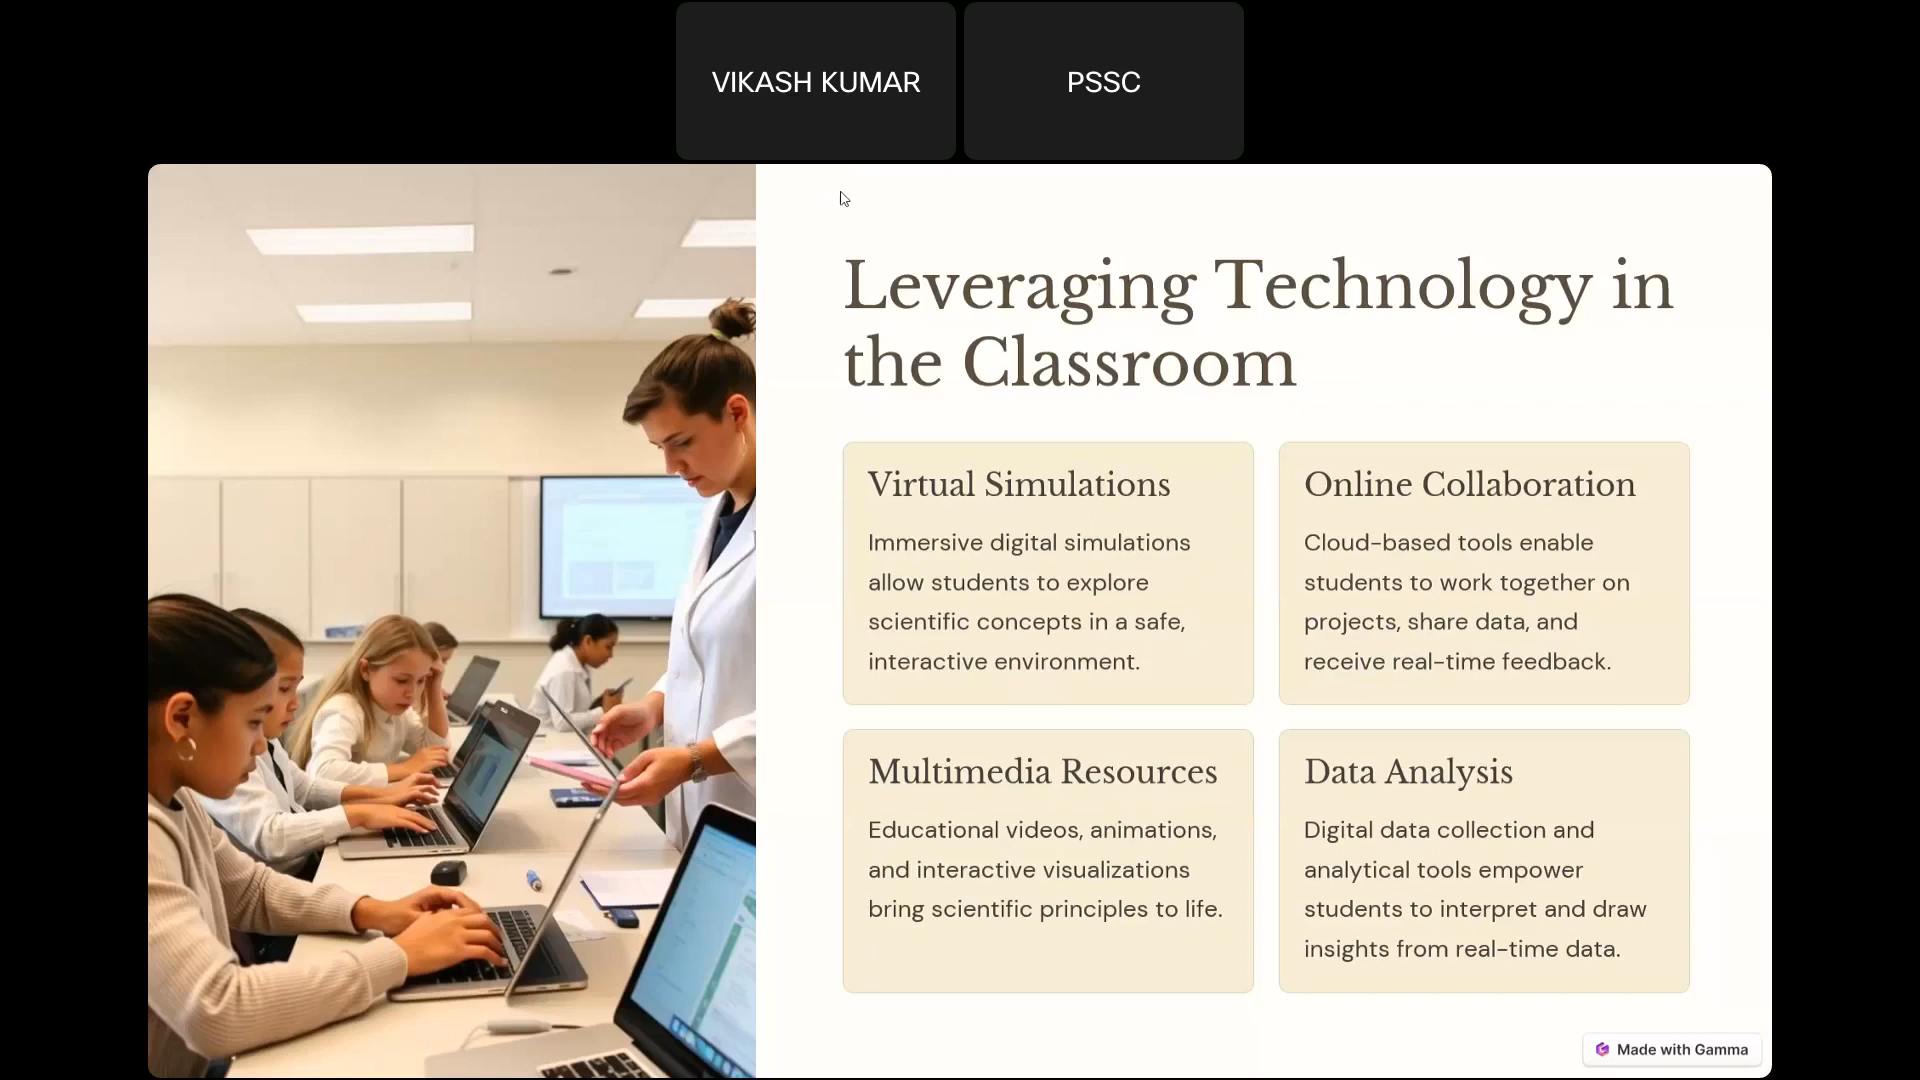 VIKASH KUMAR
PSSC
Leveraging Technology in
the Classroom
Virtual Simulations
Immersive digital simulations
allow students to explore
scientific concepts in a safe,
interactive environment.
Online Collaboration
Cloud-based tools enable
students to work together on
projects, share data, and
receive real-time feedback.
Multimedia Resources
Educational videos, animations,
and interactive visualizations
bring scientific principles to life.
Data Analysis
Digital data collection and
analytical tools empower
students to interpret and draw
insights from real-time data.
Made with Gamma